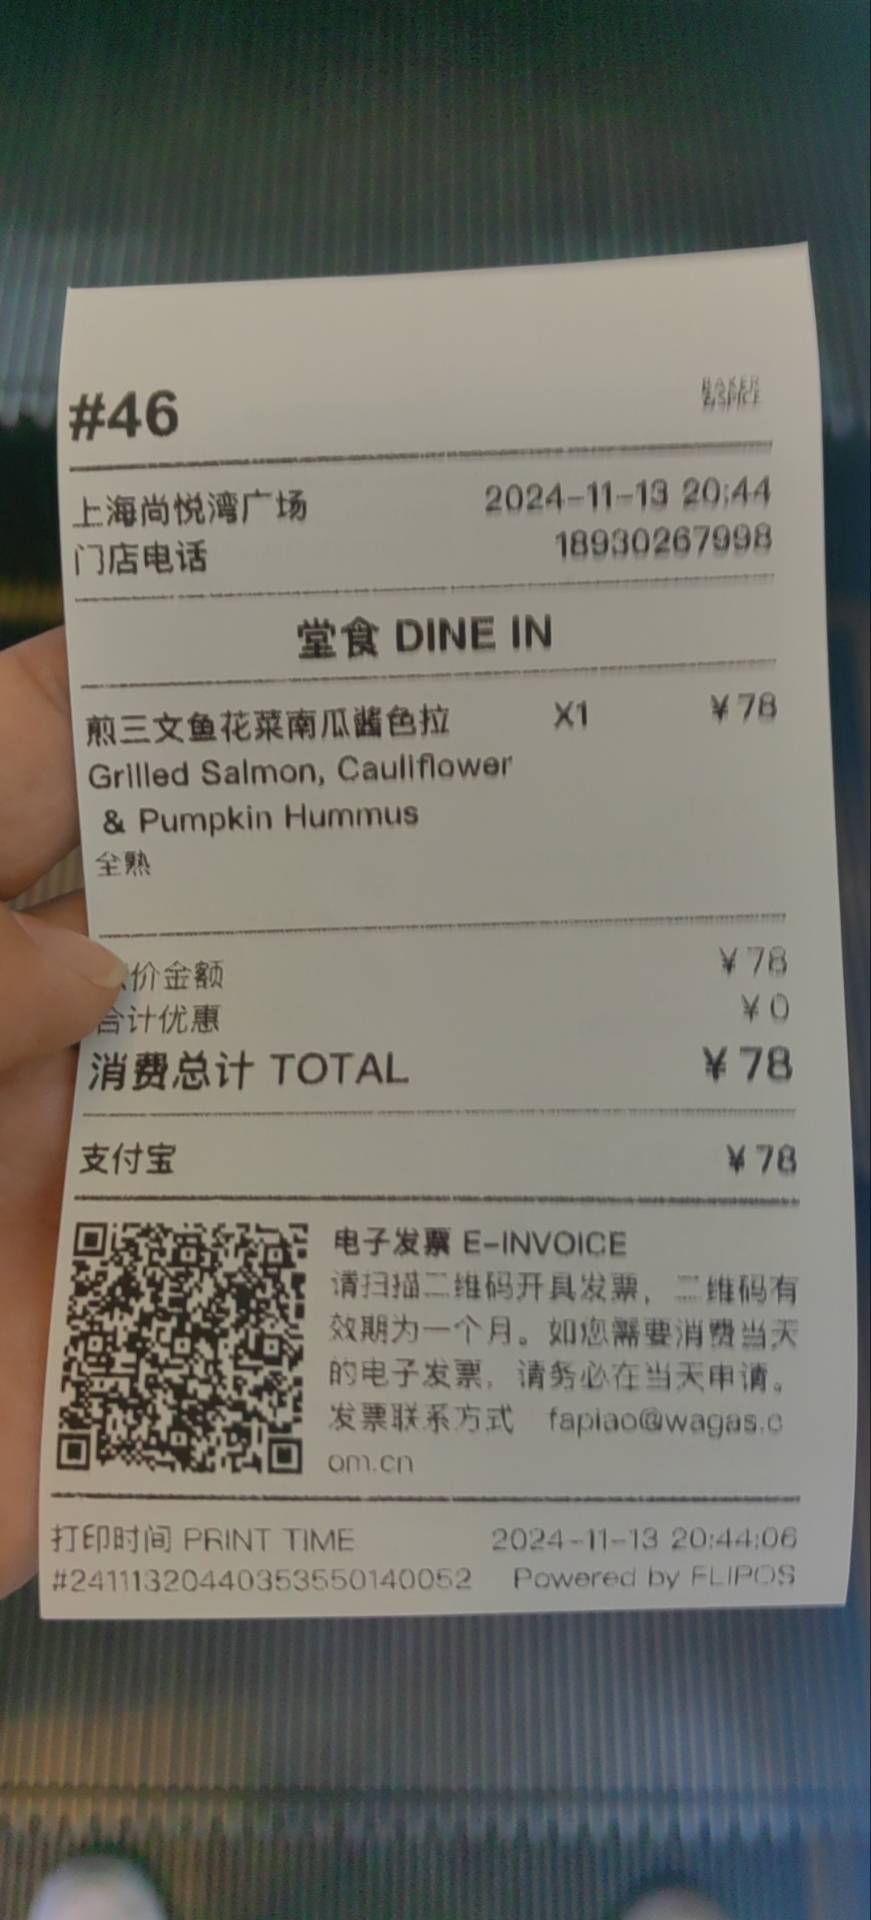 #46
BAKER
&SPICE
上海尚悦湾广场 2024-11-13 20:44
门店电话 18930267998
堂食 DINE IN
煎三文鱼花菜南瓜酱色拉 X1 ¥78
Grilled Salmon, Cauliflower
& Pumpkin Hummus
全熟
价金额 ¥78
合计优惠 ¥0
消费总计 TOTAL ¥78
支付宝 ¥78
电子发票 E-INVOICE
请扫描二维码开具发票，二维码有
效期为一个月。如您需要消费当天
的电子发票，请务必在当天申请。
发票联系方式 fapiao@wagas.c
om.cn
打印时间 PRINT TIME 2024-11-13 20:44:06
#24111320440353550140052 Powered by FLIPOS